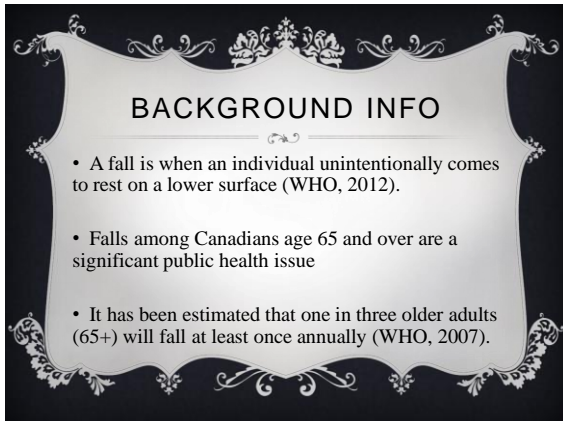 BACKGROUND INFO
• A fall is when an individual unintentionally comes
to rest on a lower surface (WHO, 2012).
• Falls among Canadians age 65 and over are a
significant public health issue
• It has been estimated that one in three older adults
(65+) will fall at least once annually (WHO, 2007).